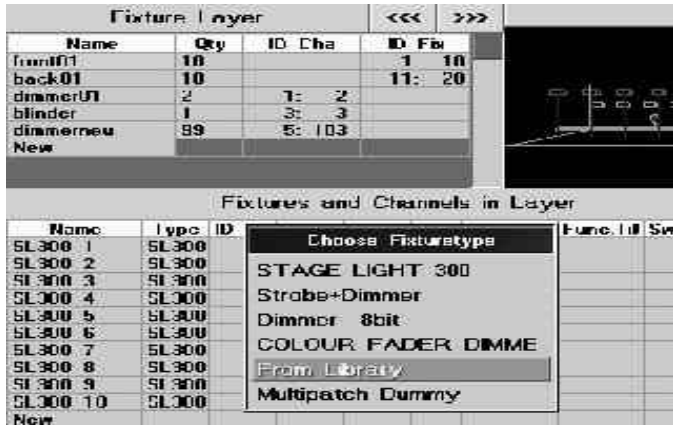 Fixture Layer <<< >>>
Name Qty ID Cha ID Fix
front01 10 1 10
back01 10 11: 20
dimmer01 2 1: 2
blinder 1 3: 3
dimmerneu 99 5: 103
New
Fixtures and Channels in Layer
Name Type ID Func. Sw
Choose Fixturetype
SL300 1 SL300
SL300 2 SL300
STAGE LIGHT 300
SL300 3 SL300
Strobe+Dimmer
SL300 4 SL300
SL300 5 SL300
Dimmer 8bit
SL300 6 SL300
COLOUR FADER DIMME
SL300 7 SL300
SL300 8 SL300
From Library
SL300 9 SL300
Multipatch Dummy
SL300 10 SL300
New